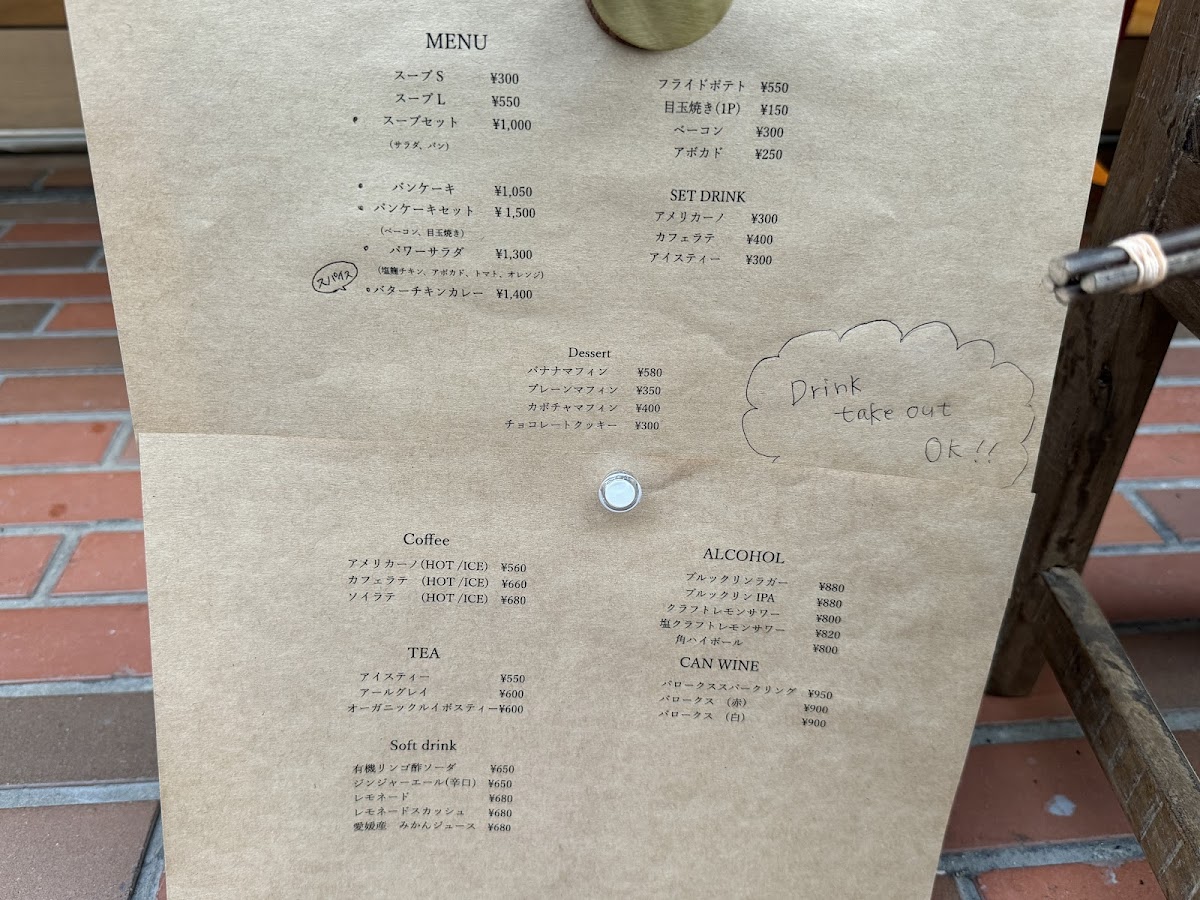 MENU
スープ S ¥300
スープ L ¥550
スープセット ¥1,000
(サラダ、パン)
パンケーキ ¥1,050
パンケーキセット ¥ 1,500
(ベーコン、目玉焼き)
パワーサラダ ¥1,300
(塩麹チキン、アボカド、トマト、オレンジ)
スパイス
バターチキンカレー ¥1,400
フライドポテト ¥550
目玉焼き(1P) ¥150
ベーコン ¥300
アボカド ¥250
SET DRINK
アメリカーノ ¥300
カフェラテ ¥400
アイスティー ¥300
Dessert
バナナマフィン ¥580
プレーンマフィン ¥350
カボチャマフィン ¥400
チョコレートクッキー ¥300
Drink
take out
OK!!
Coffee
アメリカーノ(HOT /ICE) ¥560
カフェラテ (HOT /ICE) ¥660
ソイラテ (HOT /ICE) ¥680
TEA
アイスティー ¥550
アールグレイ ¥600
オーガニックルイボスティー ¥600
Soft drink
有機リンゴ酢ソーダ ¥650
ジンジャーエール(辛口) ¥650
レモネード ¥680
レモネードスカッシュ ¥680
愛媛産 みかんジュース ¥680
ALCOHOL
ブルックリンラガー ¥880
ブルックリン IPA ¥880
クラフトレモンサワー ¥800
塩クラフトレモンサワー ¥820
角ハイボール ¥800
CAN WINE
バロークススパークリング ¥950
バロークス (赤) ¥900
バロークス (白) ¥900